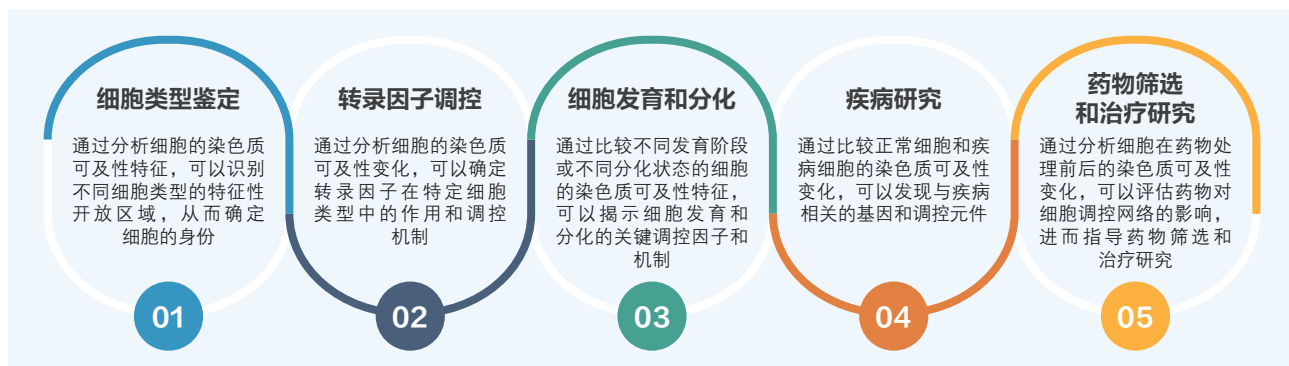 细胞类型鉴定
通过分析细胞的染色质
可及性特征，可以识别
不同细胞类型的特征性
开放区域，从而确定
细胞的身份
01
转录因子调控
通过分析细胞的染色质
可及性变化，可以确定
转录因子在特定细胞
类型中的作用和调控
机制
02
细胞发育和分化
通过比较不同发育阶段
或不同分化状态的细胞
的染色质可及性特征，
可以揭示细胞发育和
分化的关键调控因子和
机制
03
疾病研究
通过比较正常细胞和疾
病细胞的染色质可及性
变化，可以发现与疾病
相关的基因和调控元件
04
药物筛选
和治疗研究
通过分析细胞在药物处
理前后的染色质可及性
变化，可以评估药物对
细胞调控网络的影响，
进而指导药物筛选和
治疗研究
05